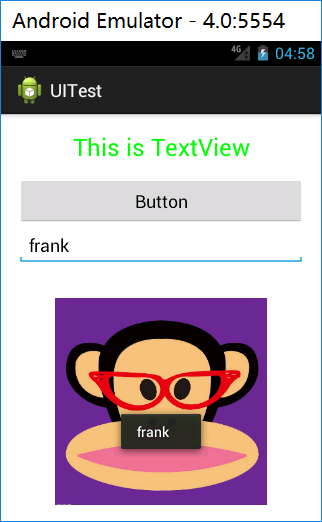 Android Emulator - 4.0:5554
4G 04:58
UITest
This is TextView
Button
frank
frank